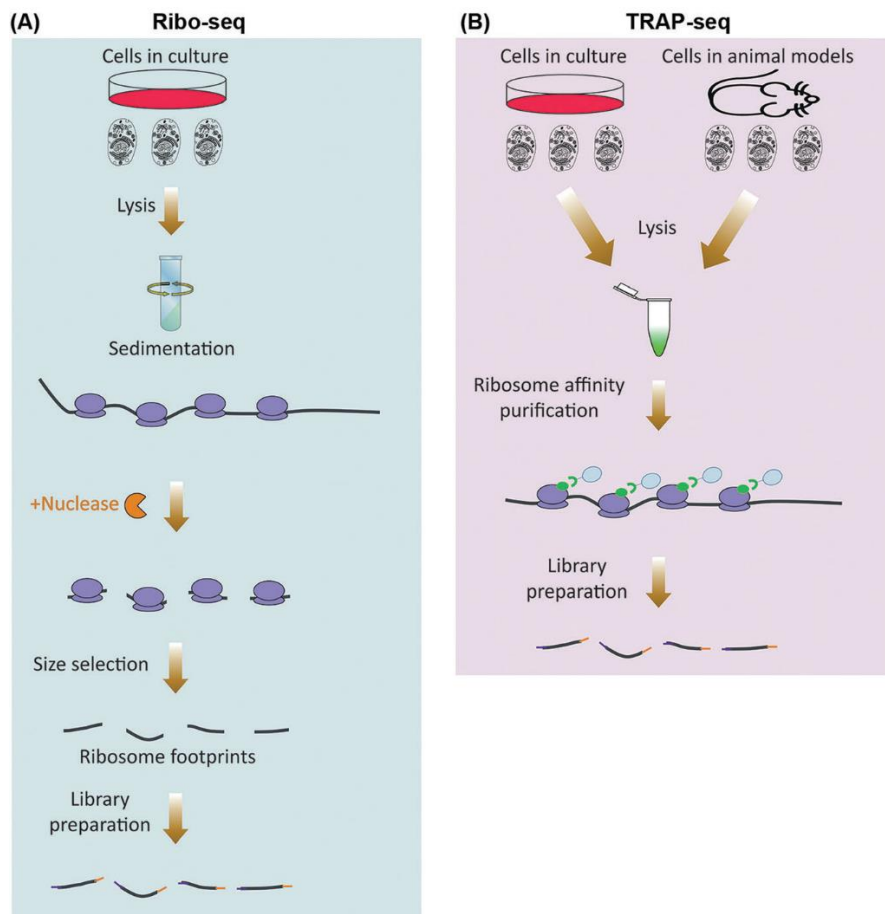 (A)
Ribo-seq
Cells in culture
Lysis
Sedimentation
+Nuclease
Size selection
Ribosome footprints
Library
preparation
(B)
TRAP-seq
Cells in culture
Cells in animal models
Lysis
Ribosome affinity
purification
Library
preparation